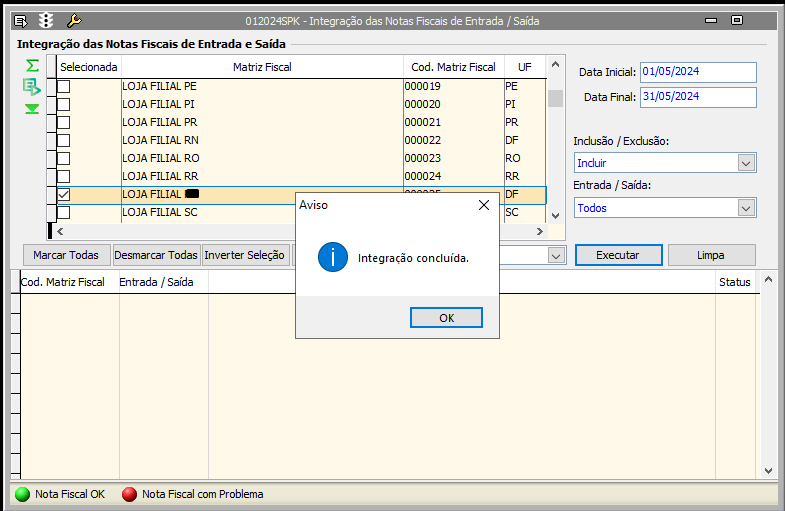 012024SPK - Integração das Notas Fiscais de Entrada / Saída
Integração das Notas Fiscais de Entrada e Saída
Selecionada Matriz Fiscal Cod. Matriz Fiscal UF
LOJA FILIAL PE 000019 PE
LOJA FILIAL PI 000020 PI
LOJA FILIAL PR 000021 PR
LOJA FILIAL RN 000022 DF
LOJA FILIAL RO 000023 RO
LOJA FILIAL RR 000024 RR
LOJA FILIAL DF
LOJA FILIAL SC SC
Data Inicial: 01/05/2024
Data Final: 31/05/2024
Inclusão / Exclusão:
Incluir
Entrada / Saída:
Todos
Aviso
Integração concluída.
OK
Marcar Todas Desmarcar Todas Inverter Seleção Executar Limpa
Cod. Matriz Fiscal Entrada / Saída Status
Nota Fiscal OK Nota Fiscal com Problema